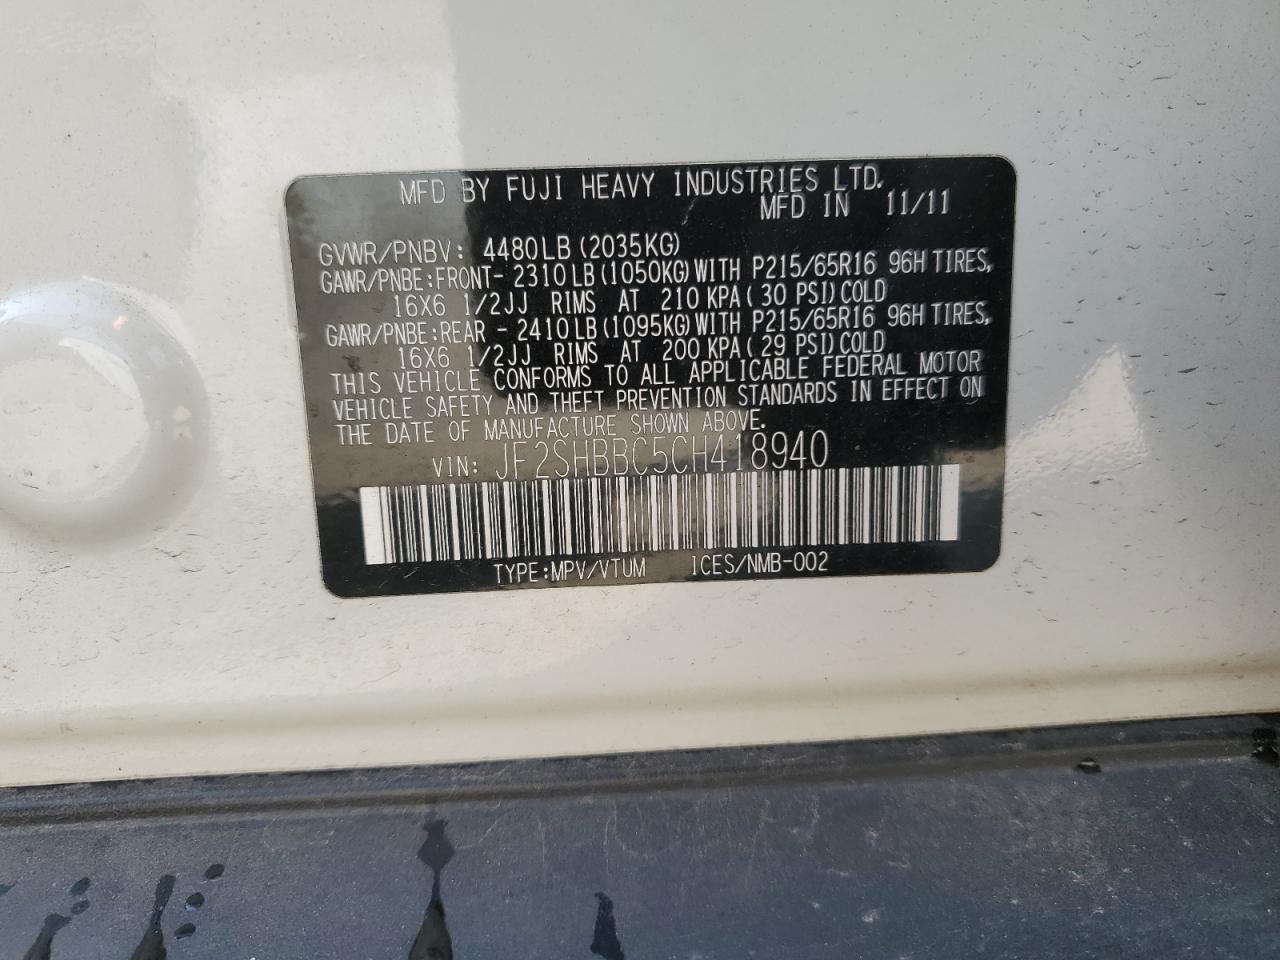 MFD BY FUJI HEAVY INDUSTRIES LTD.
MFD IN 11/11
GVWR/PNBV: 4480LB(2035KG)
GAWR/PNBE:FRONT- 2310LB(1050KG)WITH P215/65R16 96H TIRES,
16X6 1/2JJ RIMS AT 210KPA(30 PSI)COLD
GAWR/PNBE:REAR - 2410LB(1095KG)WITH P215/65R16 96H TIRES,
16X6 1/2JJ RIMS AT 200KPA(29 PSI)COLD
THIS VEHICLE CONFORMS TO ALL APPLICABLE FEDERAL MOTOR
VEHICLE SAFETY AND THEFT PREVENTION STANDARDS IN EFFECT ON
THE DATE OF MANUFACTURE SHOWN ABOVE.
VIN: JF2SHBBC5CH418940
TYPE:MPV/VTUM ICES/NMB-002